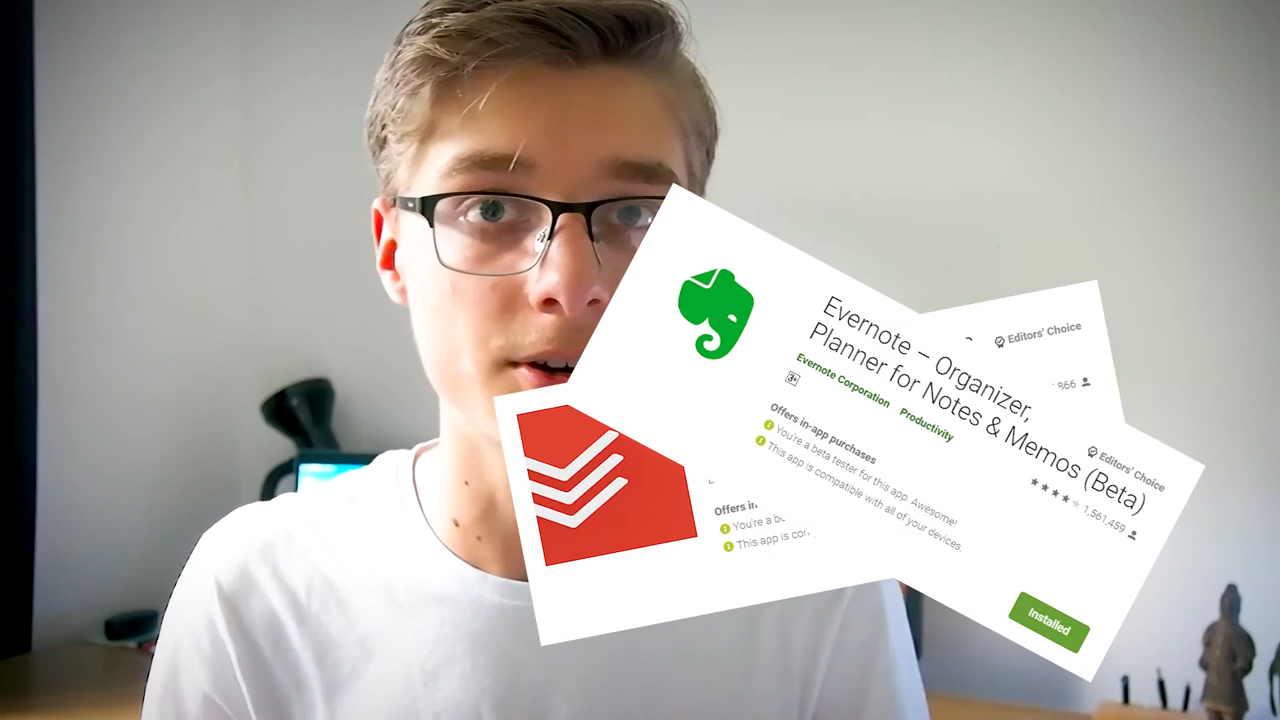 Evernote – Organizer,
Planner for Notes & Memos (Beta)
Evernote Corporation Productivity
Editors' Choice
1,561,459
3+
Offers in-app purchases
You're a beta tester for this app. Awesome!
This app is compatible with all of your devices.
Installed
Editors' Choice
866
Offers
You're a
This app is